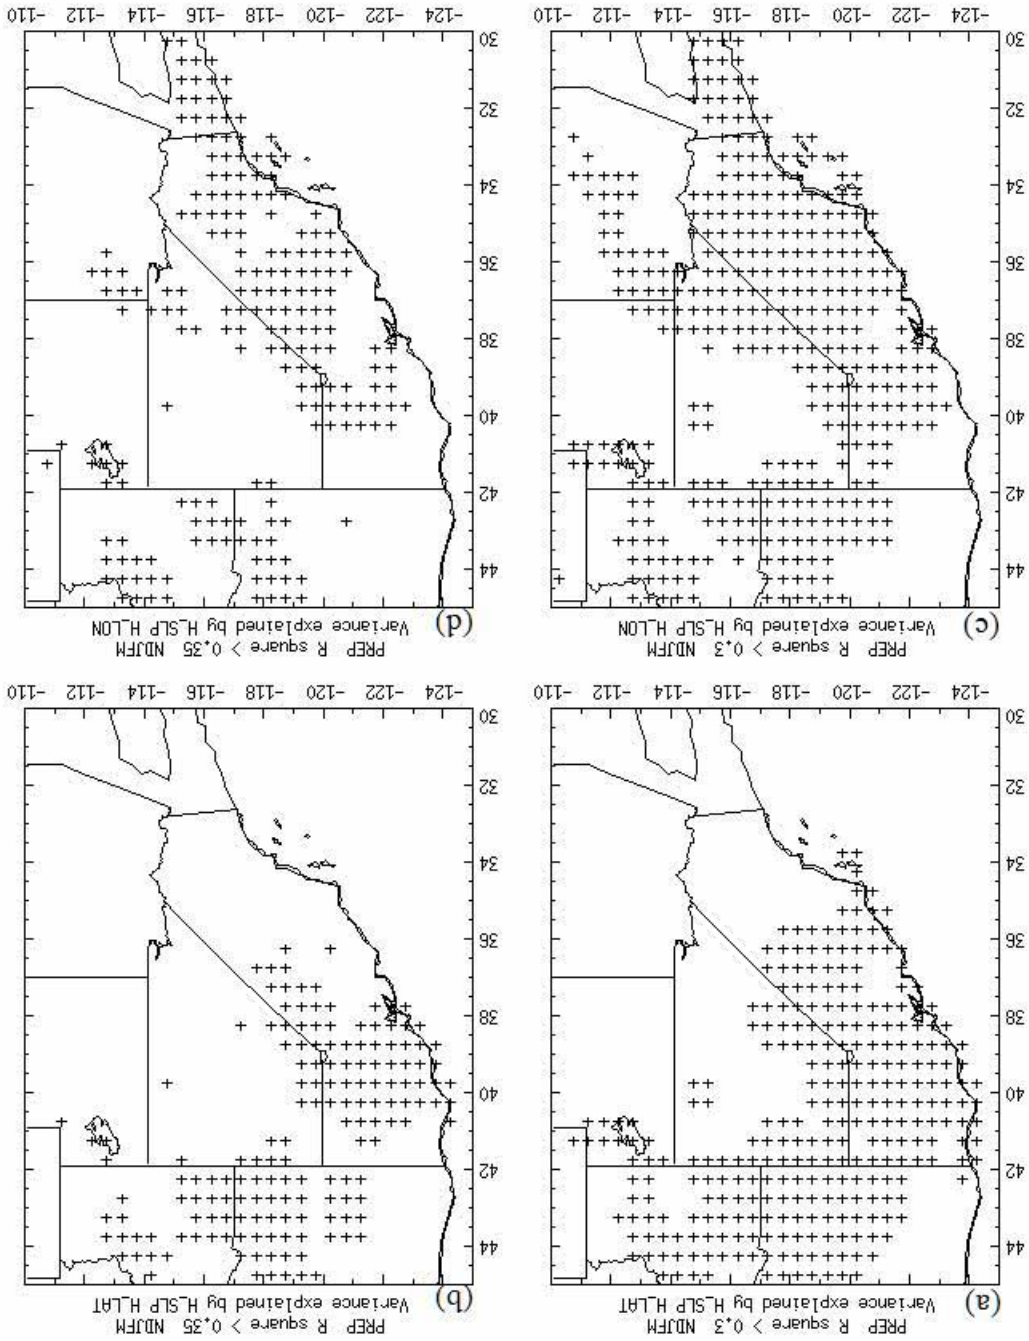 PREP R square > 0.3 NDJFM
Variance explained by H_SLP H_LAT
(a)
44
42
40
38
36
34
32
30
-124 -122 -120 -118 -116 -114 -112 -110
PREP R square > 0.35 NDJFM
Variance explained by H_SLP H_LAT
(b)
44
42
40
38
36
34
32
30
-124 -122 -120 -118 -116 -114 -112 -110
PREP R square > 0.3 NDJFM
Variance explained by H_SLP H_LON
(c)
44
42
40
38
36
34
32
30
-124 -122 -120 -118 -116 -114 -112 -110
PREP R square > 0.35 NDJFM
Variance explained by H_SLP H_LON
(d)
44
42
40
38
36
34
32
30
-124 -122 -120 -118 -116 -114 -112 -110